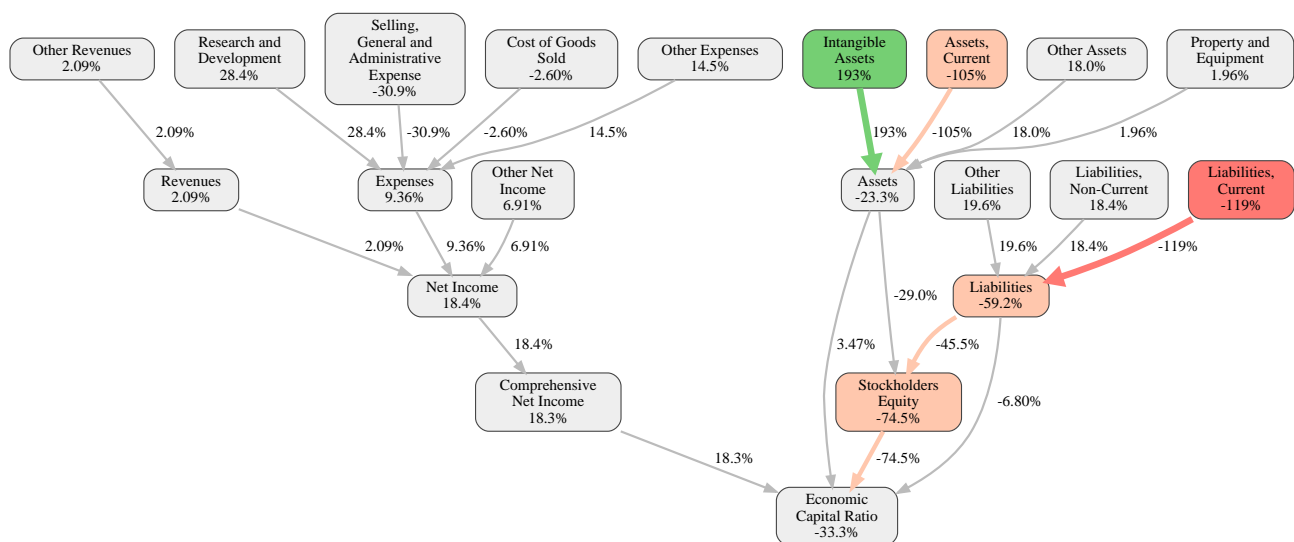 Other Revenues
2.09%
Research and
Development
28.4%
Selling,
General and
Administrative
Expense
-30.9%
Cost of Goods
Sold
-2.60%
Other Expenses
14.5%
Intangible
Assets
193%
Assets,
Current
-105%
Other Assets
18.0%
Property and
Equipment
1.96%
2.09%
28.4%
-30.9%
-2.60%
14.5%
193%
-105%
18.0%
1.96%
Revenues
2.09%
Expenses
9.36%
Other Net
Income
6.91%
Assets
-23.3%
Other
Liabilities
19.6%
Liabilities,
Non-Current
18.4%
Liabilities,
Current
-119%
2.09%
9.36%
6.91%
19.6%
18.4%
-119%
Net Income
18.4%
Liabilities
-59.2%
-29.0%
18.4%
3.47%
-45.5%
Comprehensive
Net Income
18.3%
Stockholders
Equity
-74.5%
-6.80%
18.3%
-74.5%
Economic
Capital Ratio
-33.3%